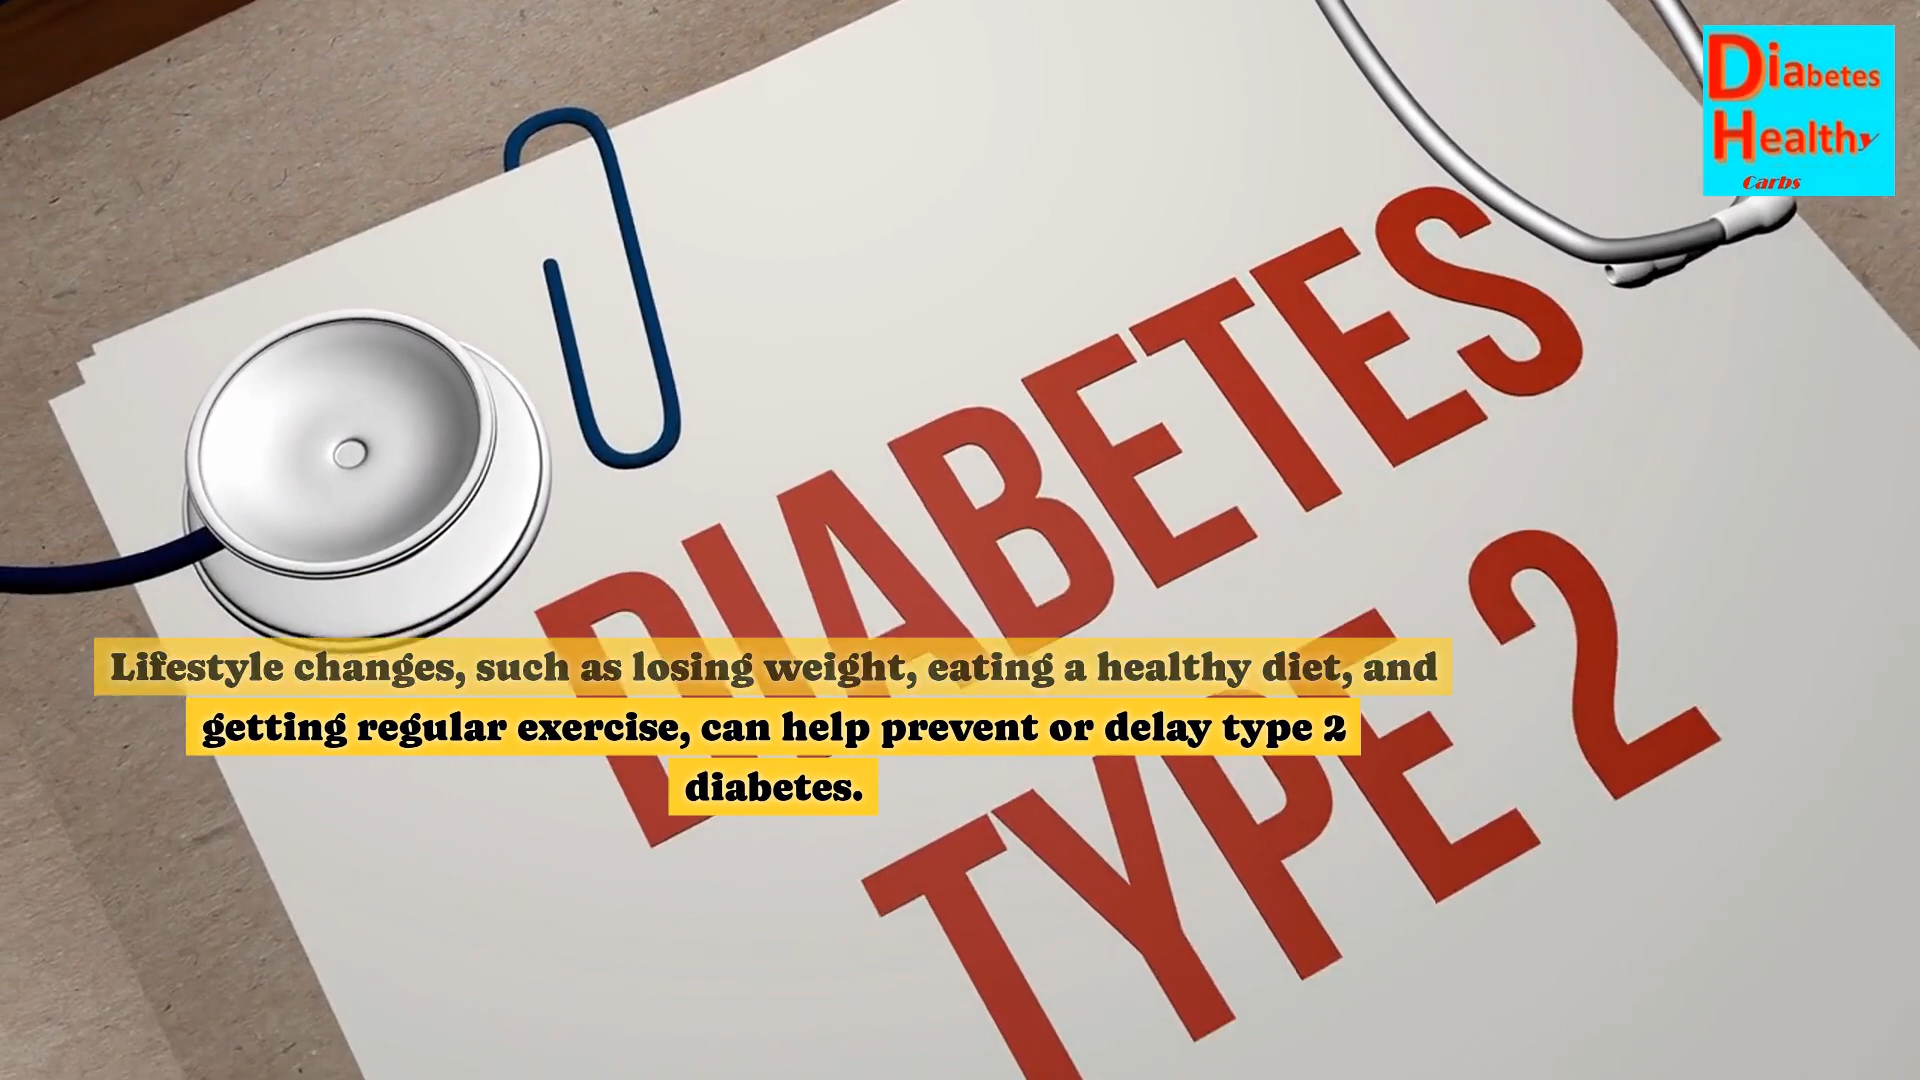 Diabetes
Healthy
Carbs
DIABETES
TYPE 2
Lifestyle changes, such as losing weight, eating a healthy diet, and
getting regular exercise, can help prevent or delay type 2
diabetes.